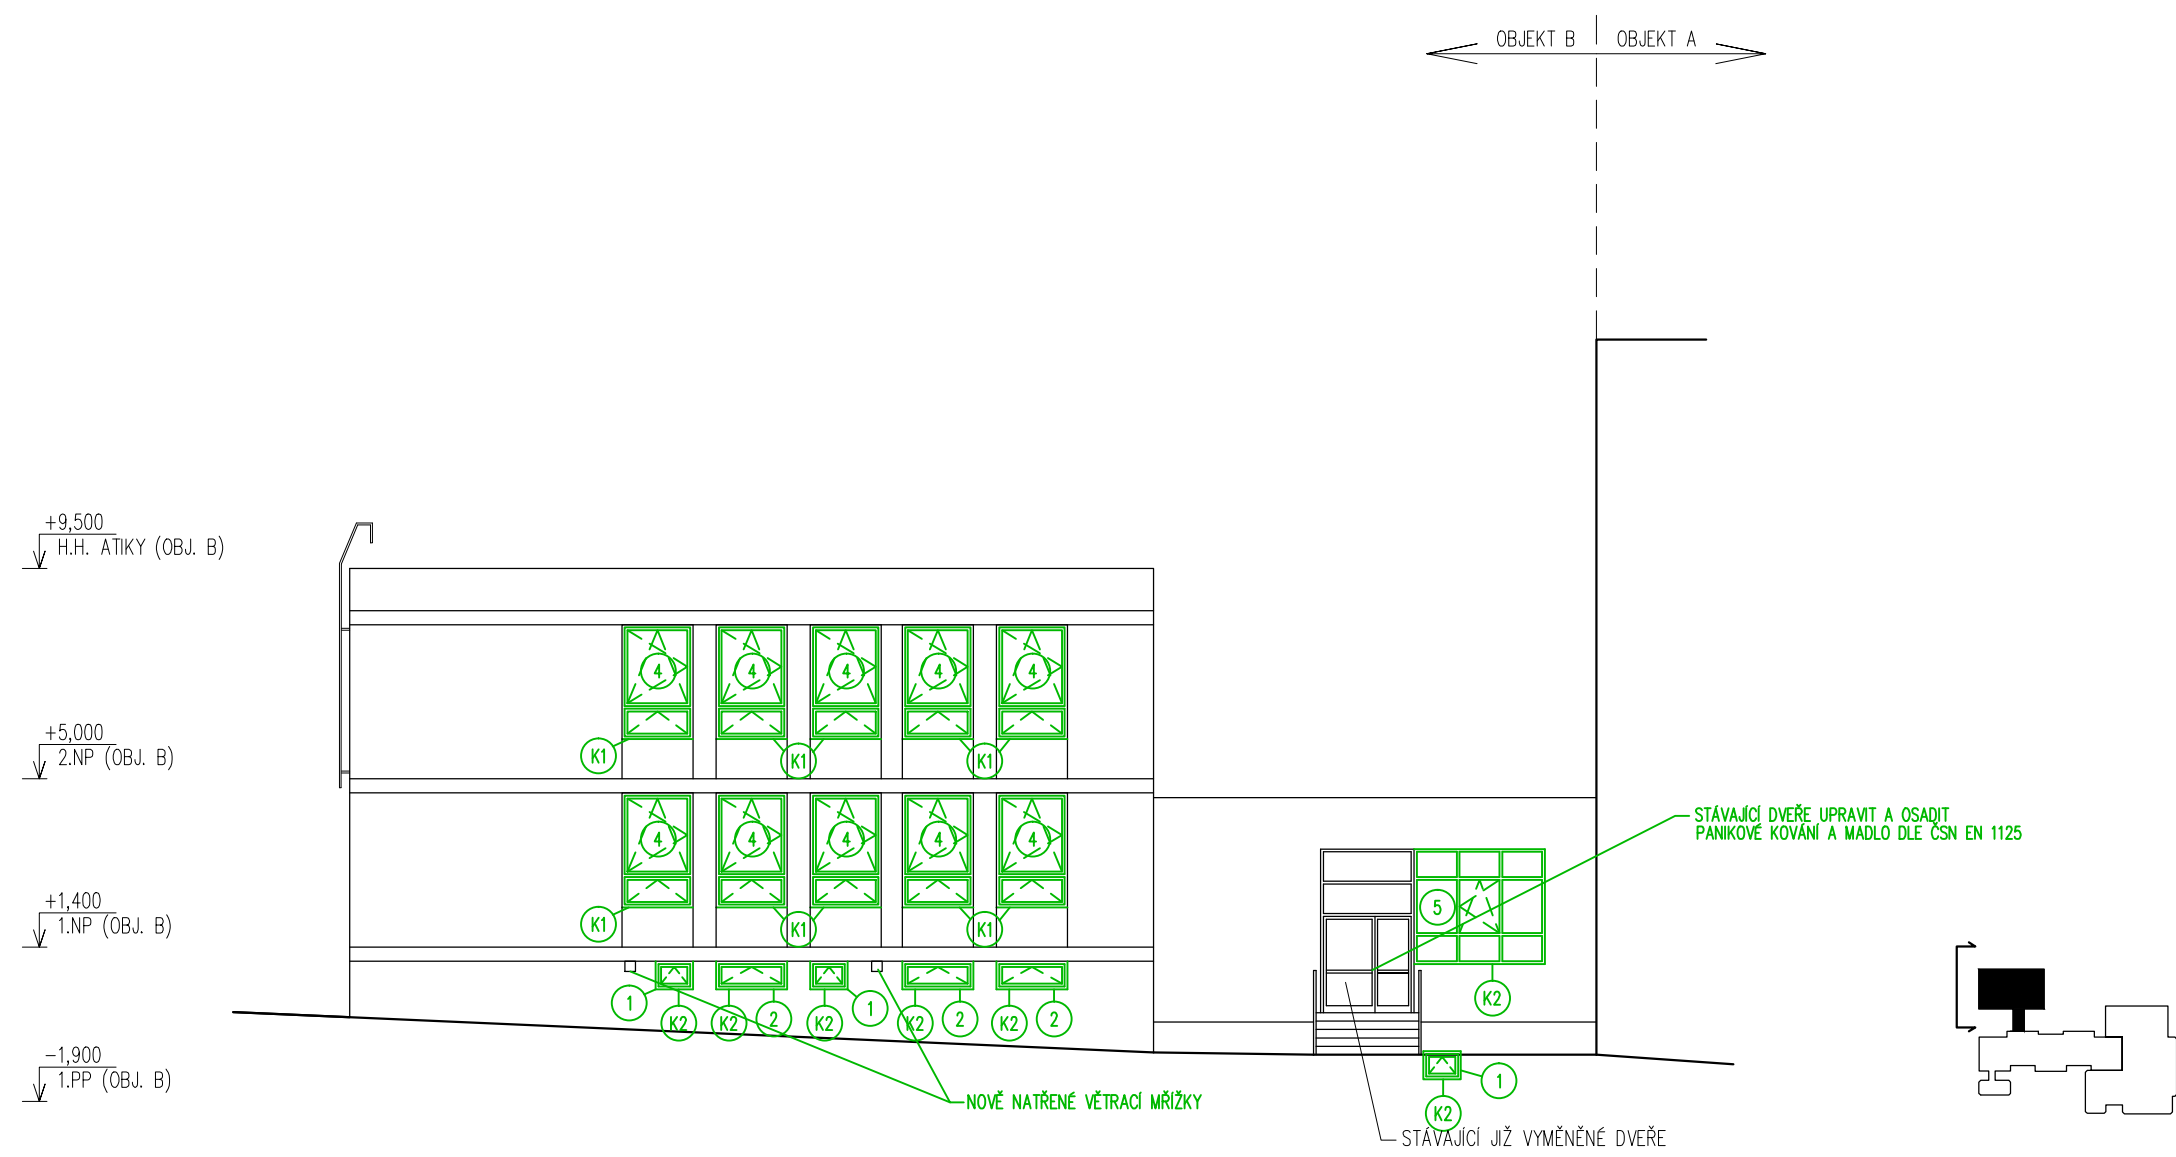 OBJEKT B
OBJEKT A
+9,500
H.H. ATIKY (OBJ. B)
4 4 4 4 4
+5,000
2.NP (OBJ. B)
K1 K1 K1
STÁVAJÍCÍ DVEŘE UPRAVIT A OSADIT
PANIKOVÉ KOVÁNÍ A MADLO DLE ČSN EN 1125
4 4 4 4 4
+1,400
1.NP (OBJ. B)
5
K1 K1 K1
K2
1 1
K2 K2 2 K2 K2 2 K2 2
-1,900
1.PP (OBJ. B)
1
NOVĚ NATŘENÉ VĚTRACÍ MŘÍŽKY
K2
STÁVAJÍCÍ JIŽ VYMĚNĚNÉ DVEŘE